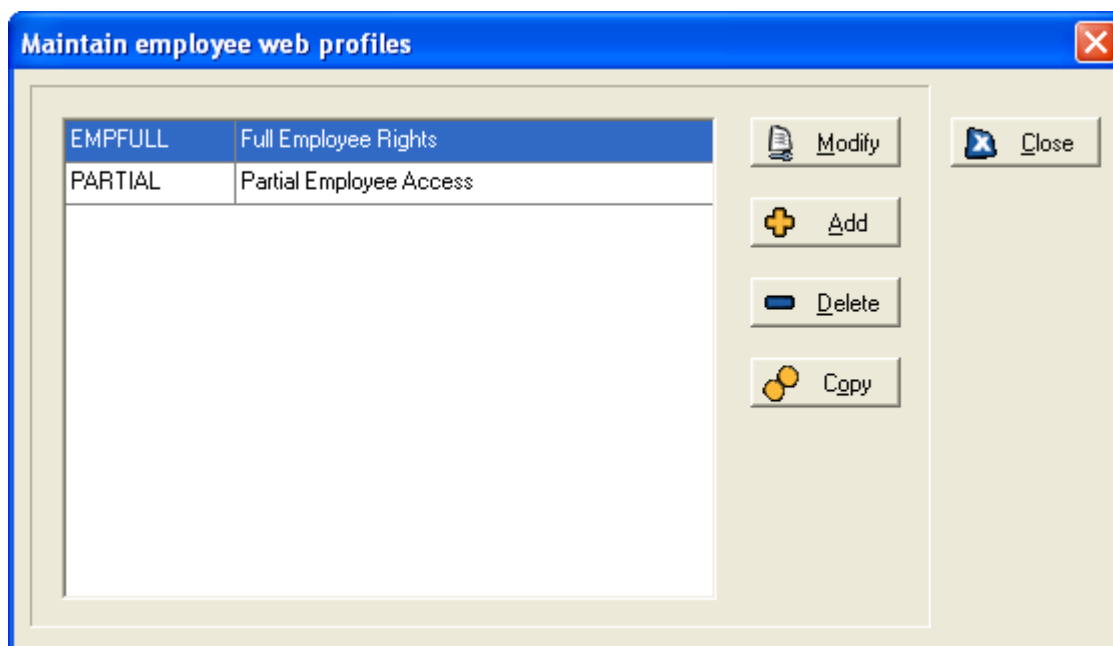 Maintain employee web profiles
EMPFULL Full Employee Rights
PARTIAL Partial Employee Access
Modify
Add
Delete
Copy
Close